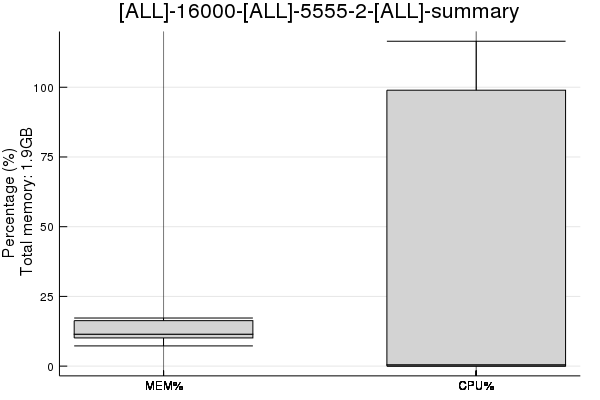 [ALL]-16000-[ALL]-5555-2-[ALL]-summary
Percentage (%)
Total memory: 1.9GB
100
75
50
25
0
MEM%
CPU%